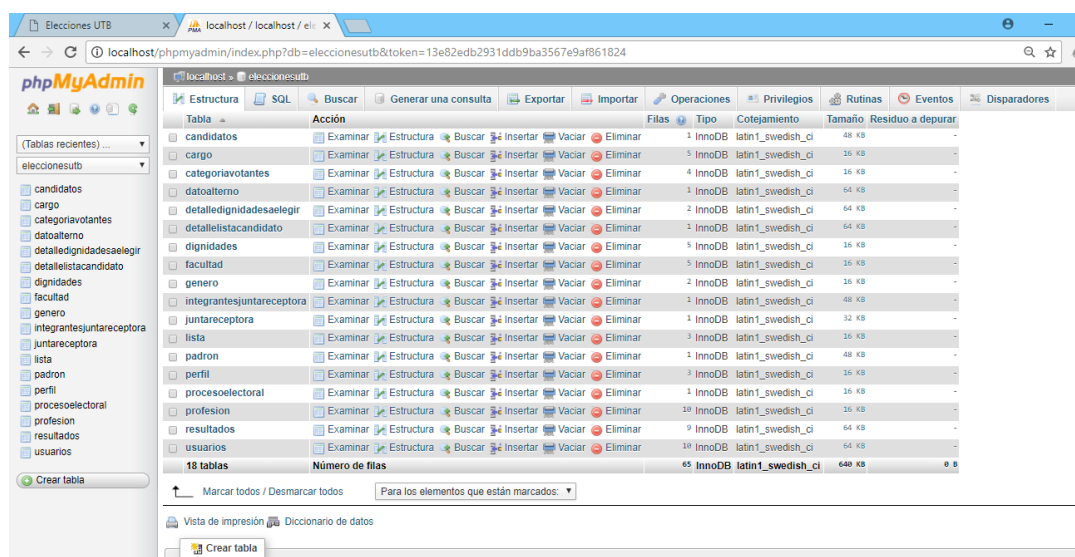 Elecciones UTB
localhost / localhost / ele
localhost/phpmyadmin/index.php?db=eleccionesutb&token=13e82edb2931ddb9ba3567e9af861824
phpMyAdmin
(Tablas recientes) ...
eleccionesutb
candidatos
cargo
categoriavotantes
datoalterno
detalledignidadesaelegir
detallelistacandidato
dignidades
facultad
genero
integrantesjuntareceptora
juntareceptora
lista
padron
perfil
procesoelectoral
profesion
resultados
usuarios
Crear tabla
localhost » eleccionesutb
Estructura SQL Buscar Generar una consulta Exportar Importar Operaciones Privilegios Rutinas Eventos Disparadores
Tabla Acción Filas Tipo Cotejamiento Tamaño Residuo a depurar
candidatos Examinar Estructura Buscar Insertar Vaciar Eliminar 1 InnoDB latin1_swedish_ci 48 KB -
cargo Examinar Estructura Buscar Insertar Vaciar Eliminar 5 InnoDB latin1_swedish_ci 16 KB -
categoriavotantes Examinar Estructura Buscar Insertar Vaciar Eliminar 4 InnoDB latin1_swedish_ci 16 KB -
datoalterno Examinar Estructura Buscar Insertar Vaciar Eliminar 1 InnoDB latin1_swedish_ci 64 KB -
detalledignidadesaelegir Examinar Estructura Buscar Insertar Vaciar Eliminar 2 InnoDB latin1_swedish_ci 64 KB -
detallelistacandidato Examinar Estructura Buscar Insertar Vaciar Eliminar 1 InnoDB latin1_swedish_ci 64 KB -
dignidades Examinar Estructura Buscar Insertar Vaciar Eliminar 5 InnoDB latin1_swedish_ci 16 KB -
facultad Examinar Estructura Buscar Insertar Vaciar Eliminar 5 InnoDB latin1_swedish_ci 16 KB -
genero Examinar Estructura Buscar Insertar Vaciar Eliminar 2 InnoDB latin1_swedish_ci 16 KB -
integrantesjuntareceptora Examinar Estructura Buscar Insertar Vaciar Eliminar 1 InnoDB latin1_swedish_ci 48 KB -
juntareceptora Examinar Estructura Buscar Insertar Vaciar Eliminar 1 InnoDB latin1_swedish_ci 32 KB -
lista Examinar Estructura Buscar Insertar Vaciar Eliminar 3 InnoDB latin1_swedish_ci 16 KB -
padron Examinar Estructura Buscar Insertar Vaciar Eliminar 1 InnoDB latin1_swedish_ci 48 KB -
perfil Examinar Estructura Buscar Insertar Vaciar Eliminar 3 InnoDB latin1_swedish_ci 16 KB -
procesoelectoral Examinar Estructura Buscar Insertar Vaciar Eliminar 1 InnoDB latin1_swedish_ci 16 KB -
profesion Examinar Estructura Buscar Insertar Vaciar Eliminar 10 InnoDB latin1_swedish_ci 16 KB -
resultados Examinar Estructura Buscar Insertar Vaciar Eliminar 9 InnoDB latin1_swedish_ci 64 KB -
usuarios Examinar Estructura Buscar Insertar Vaciar Eliminar 10 InnoDB latin1_swedish_ci 64 KB -
18 tablas Número de filas 65 InnoDB latin1_swedish_ci 640 KB 0 B
Marcar todos / Desmarcar todos Para los elementos que están marcados:
Vista de impresión Diccionario de datos
Crear tabla